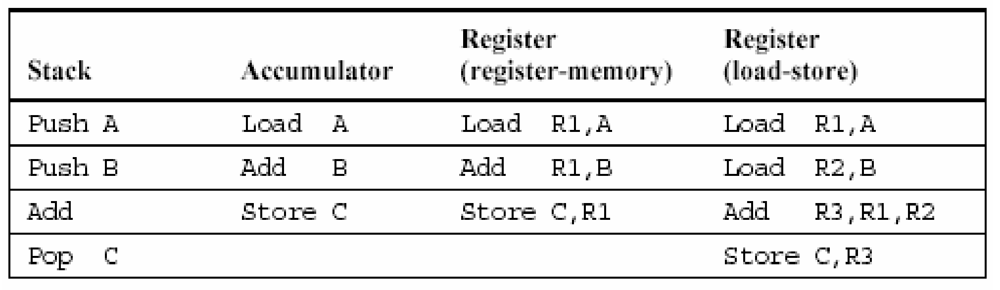 Stack Accumulator Register (register-memory) Register (load-store)
Push A Load A Load R1,A Load R1,A
Push B Add B Add R1,B Load R2,B
Add Store C Store C,R1 Add R3,R1,R2
Pop C Store C,R3